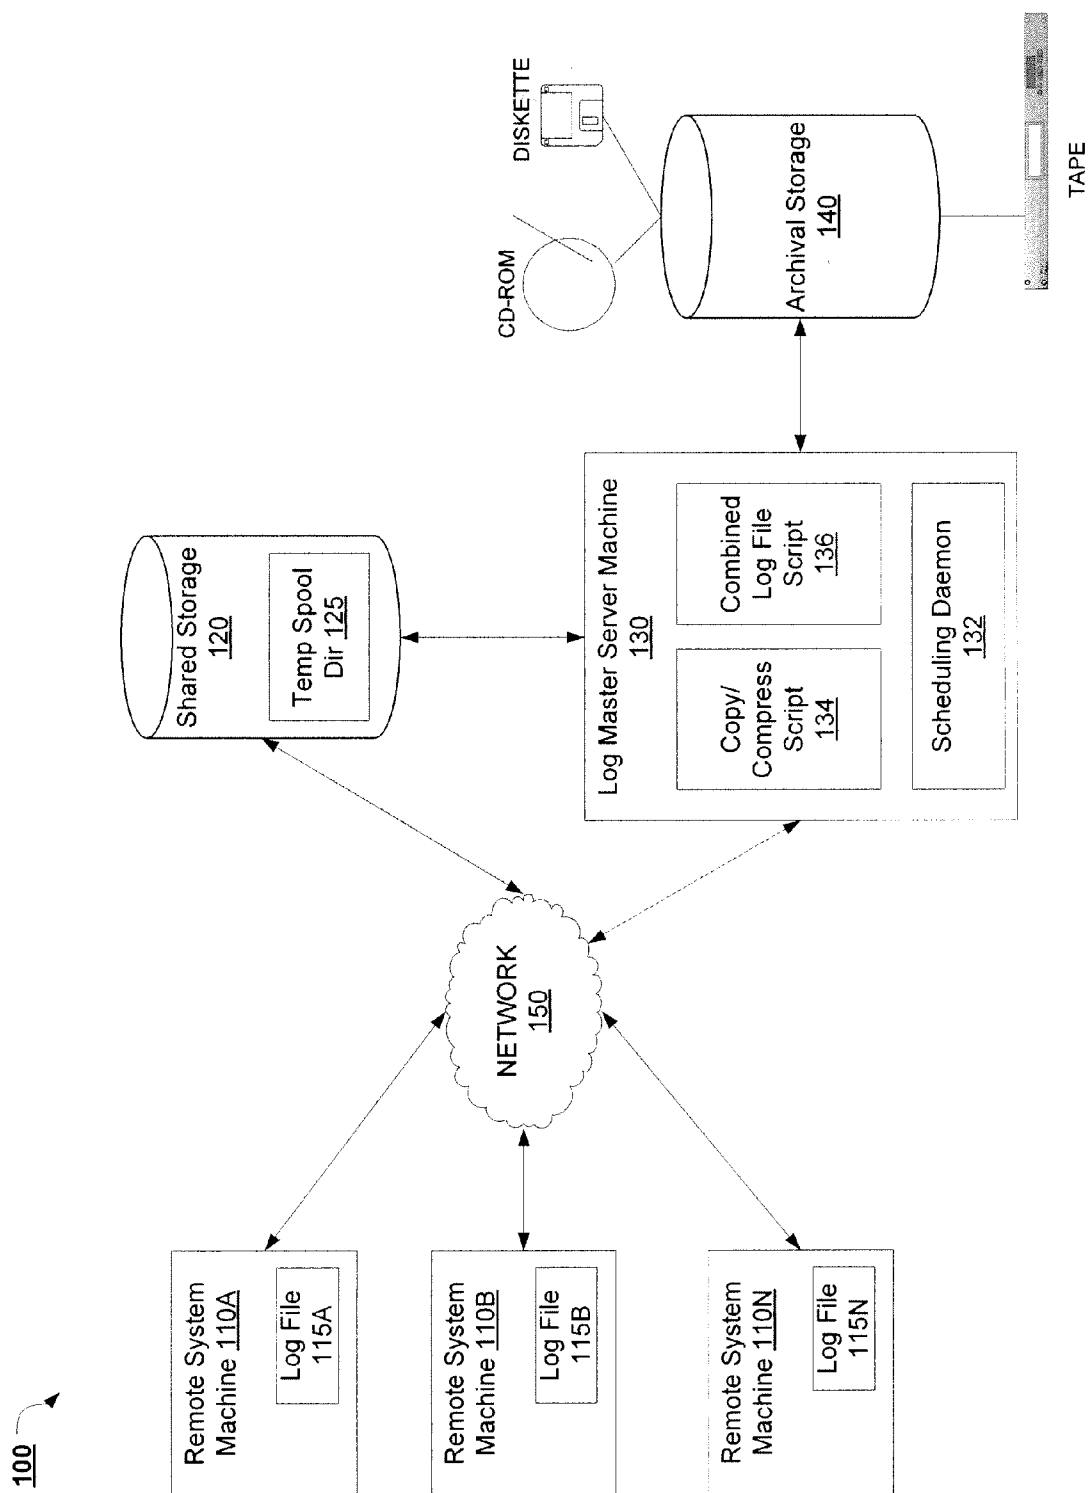 100
Remote System
Machine 110A
Log File
115A
Remote System
Machine 110B
Log File
115B
Remote System
Machine 110N
Log File
115N
NETWORK
150
Shared Storage
120
Temp Spool
Dir 125
Log Master Server Machine
130
Copy/
Compress
Script
134
Combined
Log File
Script
136
Scheduling Daemon
132
CD-ROM
DISKETTE
Archival Storage
140
TAPE